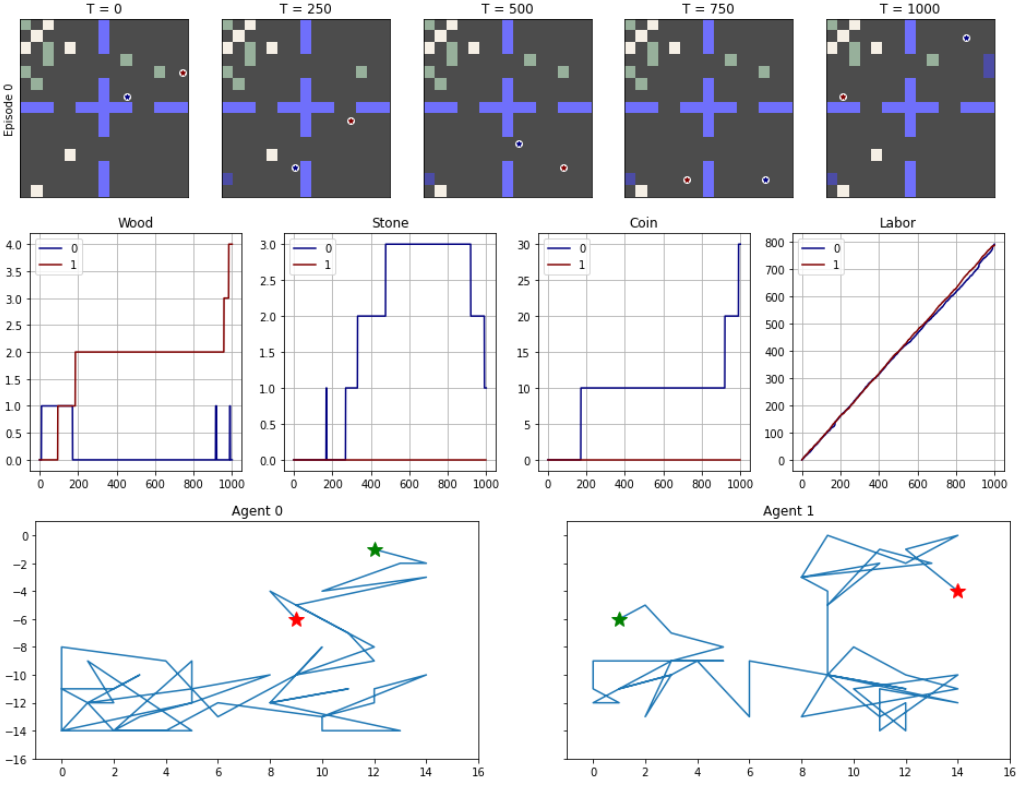 T = 0
T = 250
T = 500
T = 750
T = 1000
Episode 0
Wood
Stone
Coin
Labor
4.0
3.5
3.0
2.5
2.0
1.5
1.0
0.5
0.0
0
1
0 200 400 600 800 1000
3.0
2.5
2.0
1.5
1.0
0.5
0.0
0
1
0 200 400 600 800 1000
30
25
20
15
10
5
0
0
1
0 200 400 600 800 1000
800
700
600
500
400
300
200
100
0
0
1
0 200 400 600 800 1000
Agent 0
0
−2
−4
−6
−8
−10
−12
−14
−16
0 2 4 6 8 10 12 14 16
Agent 1
0 2 4 6 8 10 12 14 16